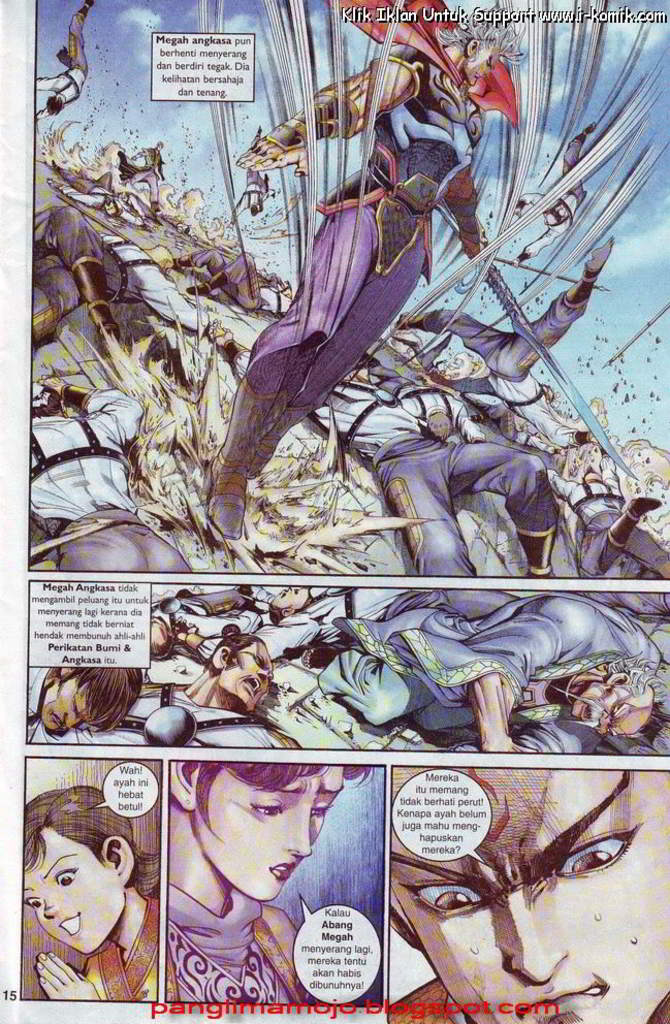 Klik Iklan Untuk Support www.i-komik.com
Megah angkasa pun
berhenti menyerang
dan berdiri tegak. Dia
kelihatan bersahaja
dan tenang.
Megah Angkasa tidak
mengambil peluang itu untuk
menyerang lagi kerana dia
memang tidak berniat
hendak membunuh ahli-ahli
Perikatan Bumi &
Angkasa itu.
Wah!
ayah ini
hebat
betul!
Kalau
Abang
Megah
menyerang lagi,
mereka tentu
akan habis
dibunuhnya!
Mereka
itu memang
tidak berhati perut!
Kenapa ayah belum
juga mahu meng-
hapuskan
mereka?
15
panglimamojo.blogspot.com